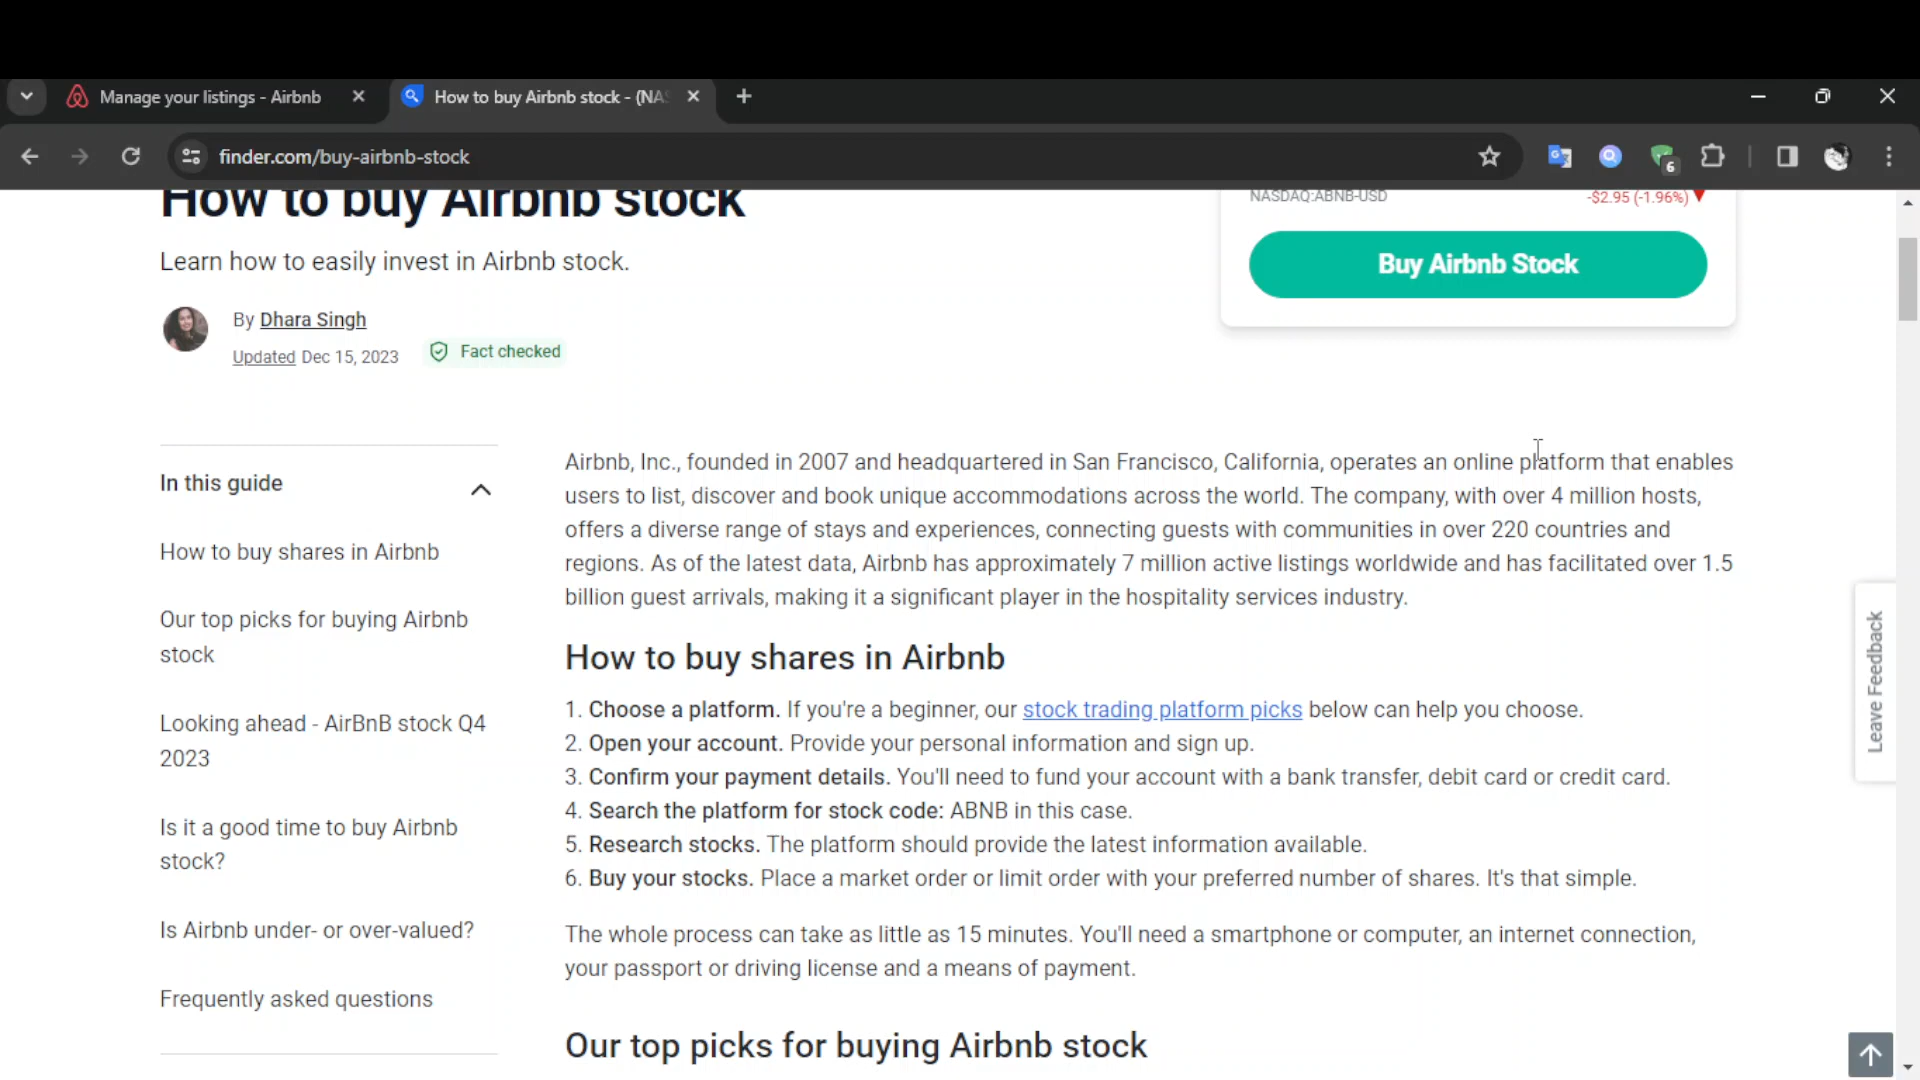 Manage your listings - Airbnb
How to buy Airbnb stock - (NAS
finder.com/buy-airbnb-stock
6
How to buy Airbnb stock
NASDAQ:ABNB-USD
-$2.95 (-1.96%)
Learn how to easily invest in Airbnb stock.
Buy Airbnb Stock
By Dhara Singh
Updated Dec 15, 2023
Fact checked
In this guide
How to buy shares in Airbnb
Our top picks for buying Airbnb
stock
Looking ahead - AirBnB stock Q4
2023
Is it a good time to buy Airbnb
stock?
Is Airbnb under- or over-valued?
Frequently asked questions
Airbnb, Inc., founded in 2007 and headquartered in San Francisco, California, operates an online platform that enables
users to list, discover and book unique accommodations across the world. The company, with over 4 million hosts,
offers a diverse range of stays and experiences, connecting guests with communities in over 220 countries and
regions. As of the latest data, Airbnb has approximately 7 million active listings worldwide and has facilitated over 1.5
billion guest arrivals, making it a significant player in the hospitality services industry.
How to buy shares in Airbnb
1. Choose a platform. If you're a beginner, our stock trading platform picks below can help you choose.
2. Open your account. Provide your personal information and sign up.
3. Confirm your payment details. You'll need to fund your account with a bank transfer, debit card or credit card.
4. Search the platform for stock code: ABNB in this case.
5. Research stocks. The platform should provide the latest information available.
6. Buy your stocks. Place a market order or limit order with your preferred number of shares. It's that simple.
The whole process can take as little as 15 minutes. You'll need a smartphone or computer, an internet connection,
your passport or driving license and a means of payment.
Our top picks for buying Airbnb stock
Leave Feedback